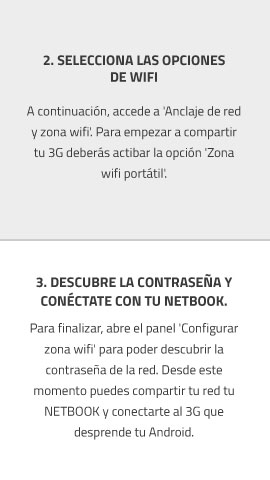 2. SELECCIONA LAS OPCIONES
DE WIFI
A continuación, accede a 'Anclaje de red
y zona wifi'. Para empezar a compartir
tu 3G deberás actibar la opción 'Zona
wifi portátil'.
3. DESCUBRE LA CONTRASEÑA Y
CONÉCTATE CON TU NETBOOK.
Para finalizar, abre el panel 'Configurar
zona wifi' para poder descubrir la
contraseña de la red. Desde este
momento puedes compartir tu red tu
NETBOOK y conectarte al 3G que
desprende tu Android.